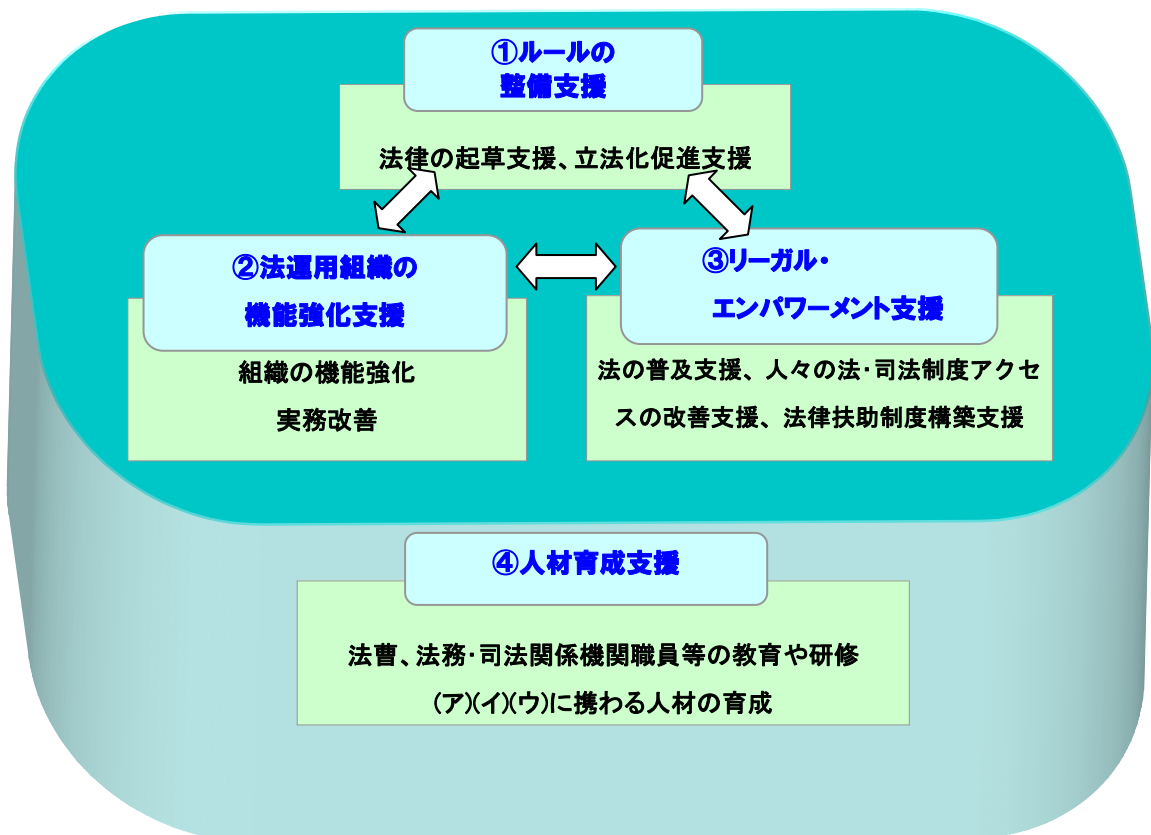 ①ルールの
整備支援
法律の起草支援、立法化促進支援
②法運用組織の
機能強化支援
組織の機能強化
実務改善
③リーガル・
エンパワーメント支援
法の普及支援、人々の法・司法制度アクセ
スの改善支援、法律扶助制度構築支援
④人材育成支援
法曹、法務・司法関係機関職員等の教育や研修
(ア)(イ)(ウ)に携わる人材の育成